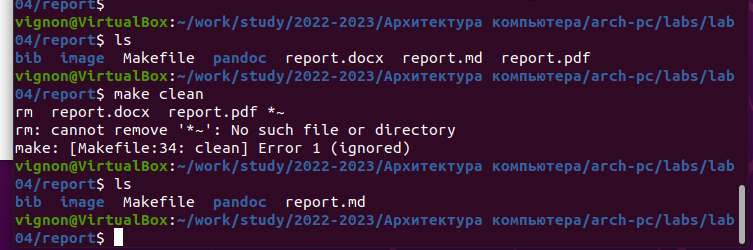 04/report$
vignon@VirtualBox:~/work/study/2022-2023/Архитектура компьютера/arch-pc/labs/lab
04/report$ ls
bib image Makefile pandoc report.docx report.md report.pdf
vignon@VirtualBox:~/work/study/2022-2023/Архитектура компьютера/arch-pc/labs/lab
04/report$ make clean
rm report.docx report.pdf *~
rm: cannot remove '*~': No such file or directory
make: [Makefile:34: clean] Error 1 (ignored)
vignon@VirtualBox:~/work/study/2022-2023/Архитектура компьютера/arch-pc/labs/lab
04/report$ ls
bib image Makefile pandoc report.md
vignon@VirtualBox:~/work/study/2022-2023/Архитектура компьютера/arch-pc/labs/lab
04/report$